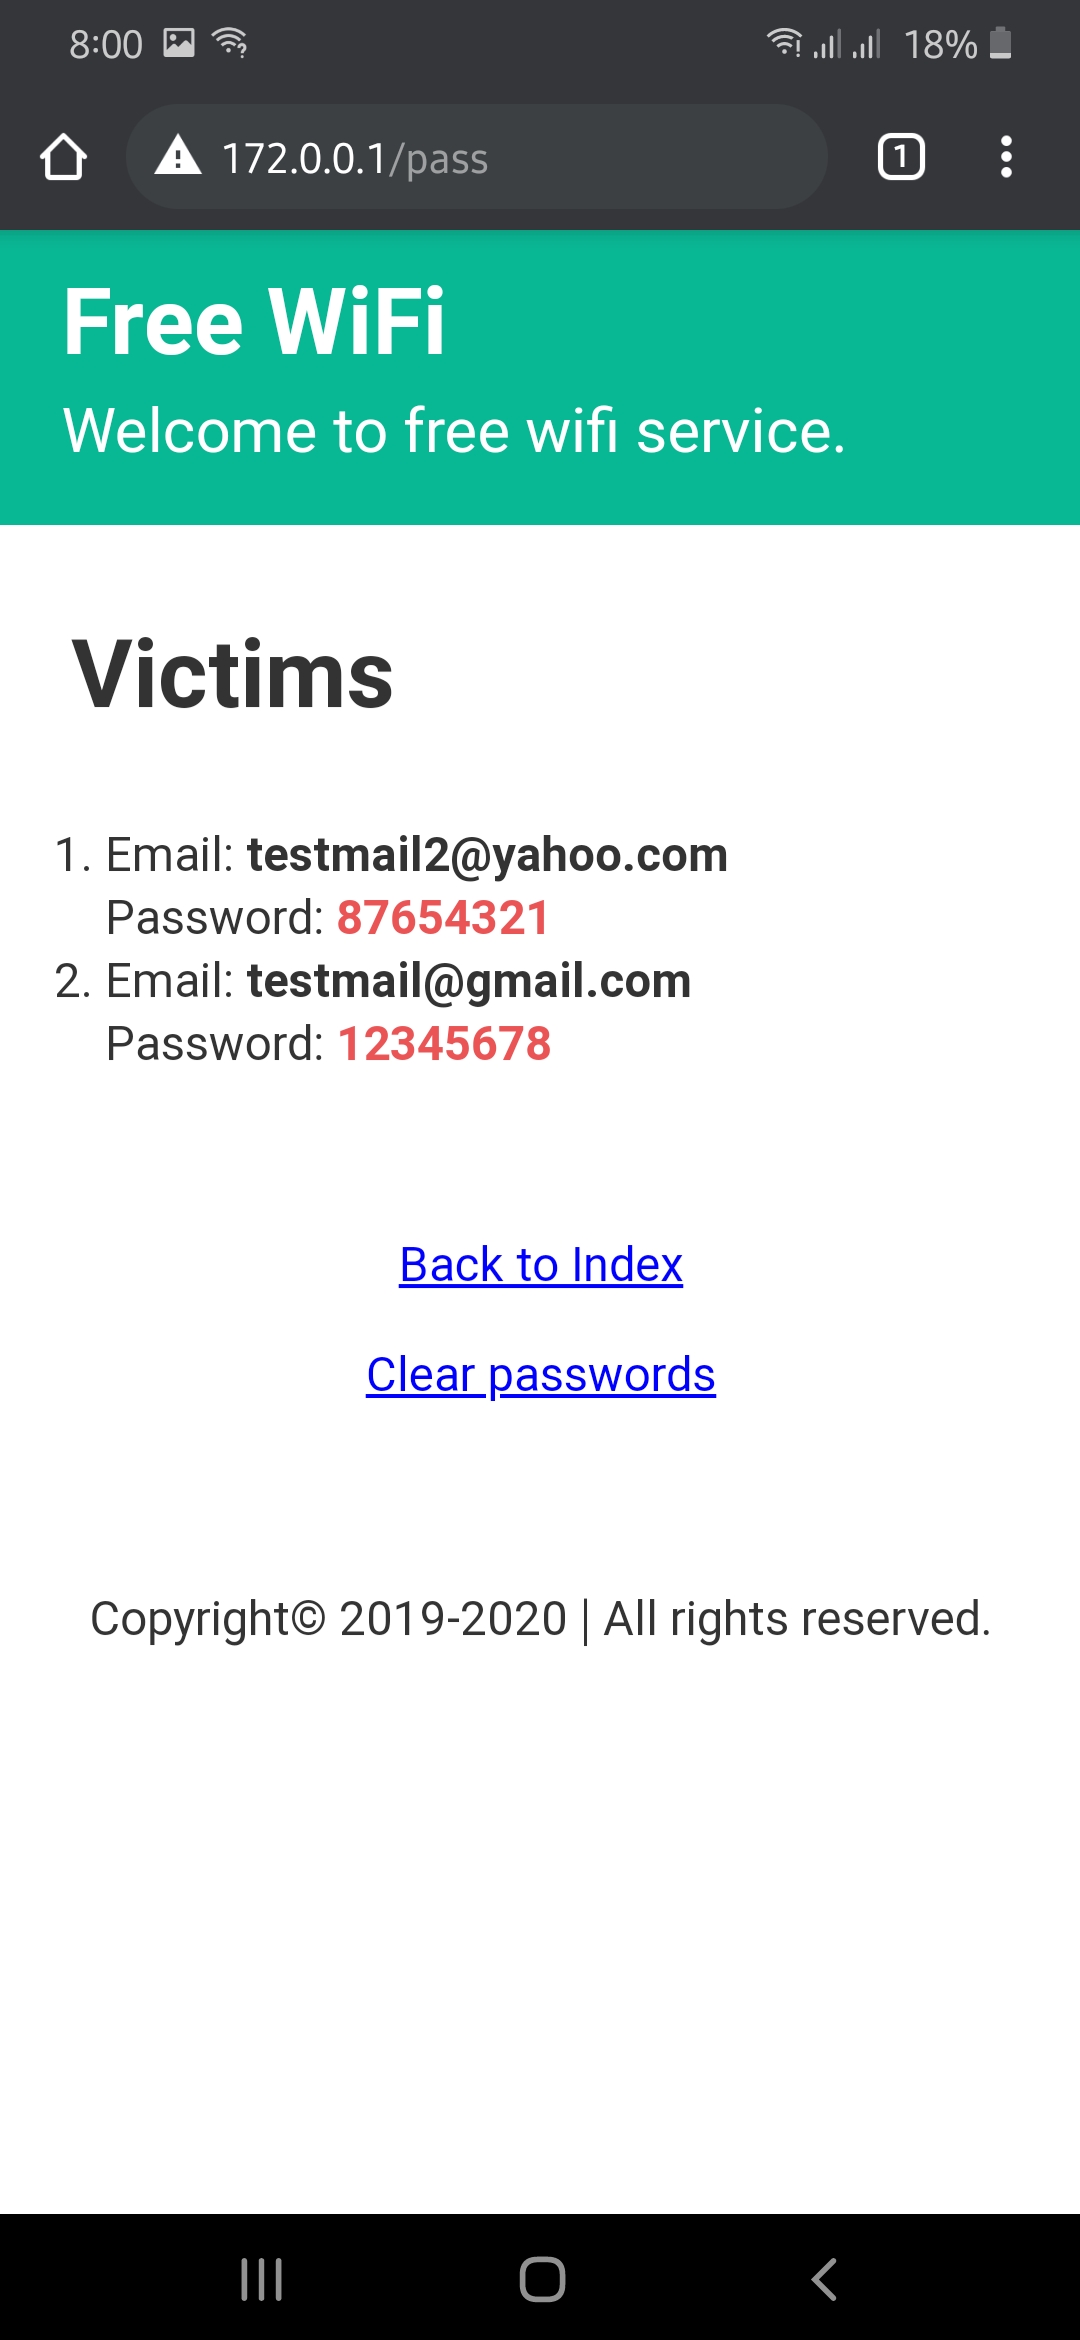 8:00 18%
172.0.0.1/pass 1
Free WiFi
Welcome to free wifi service.
Victims
1. Email: testmail2@yahoo.com
Password: 87654321
2. Email: testmail@gmail.com
Password: 12345678
Back to Index
Clear passwords
Copyright© 2019-2020 | All rights reserved.